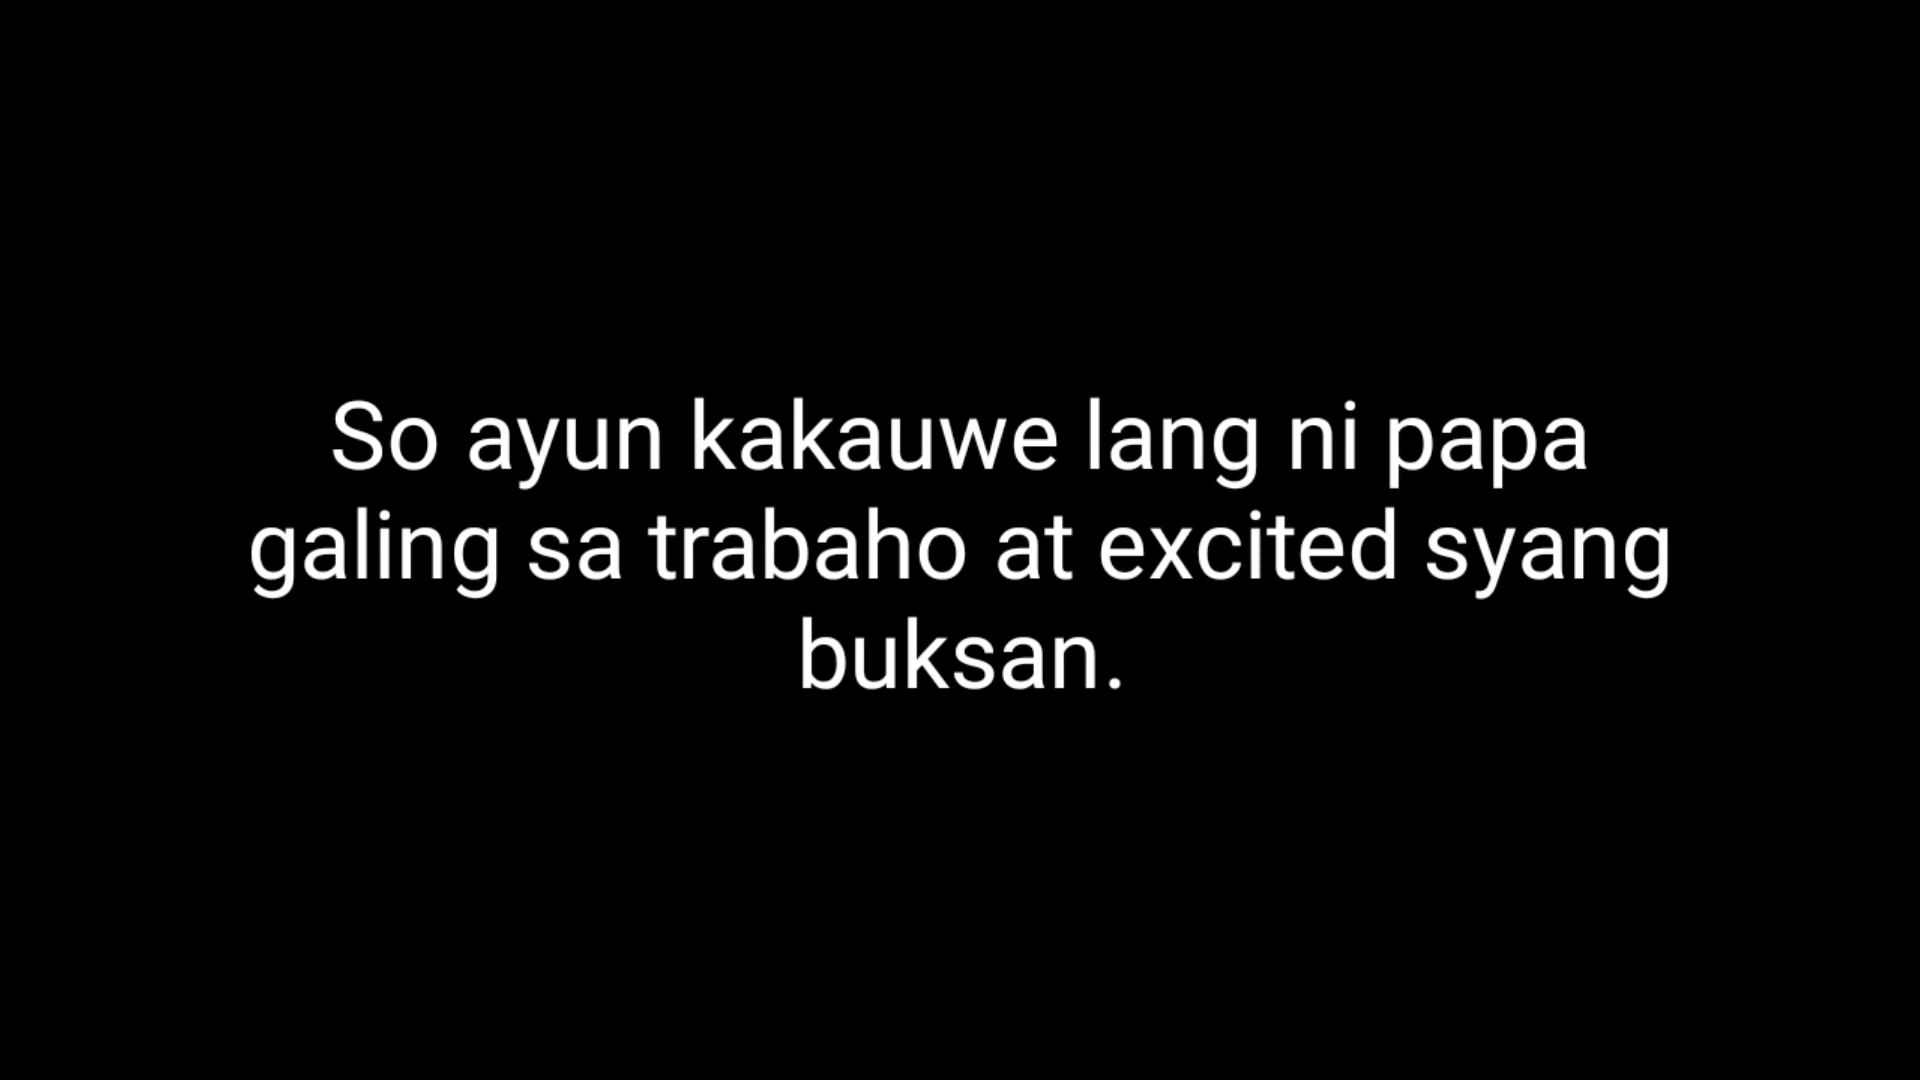 So ayun kakauwe lang ni papa
galing sa trabaho at excited syang
buksan.